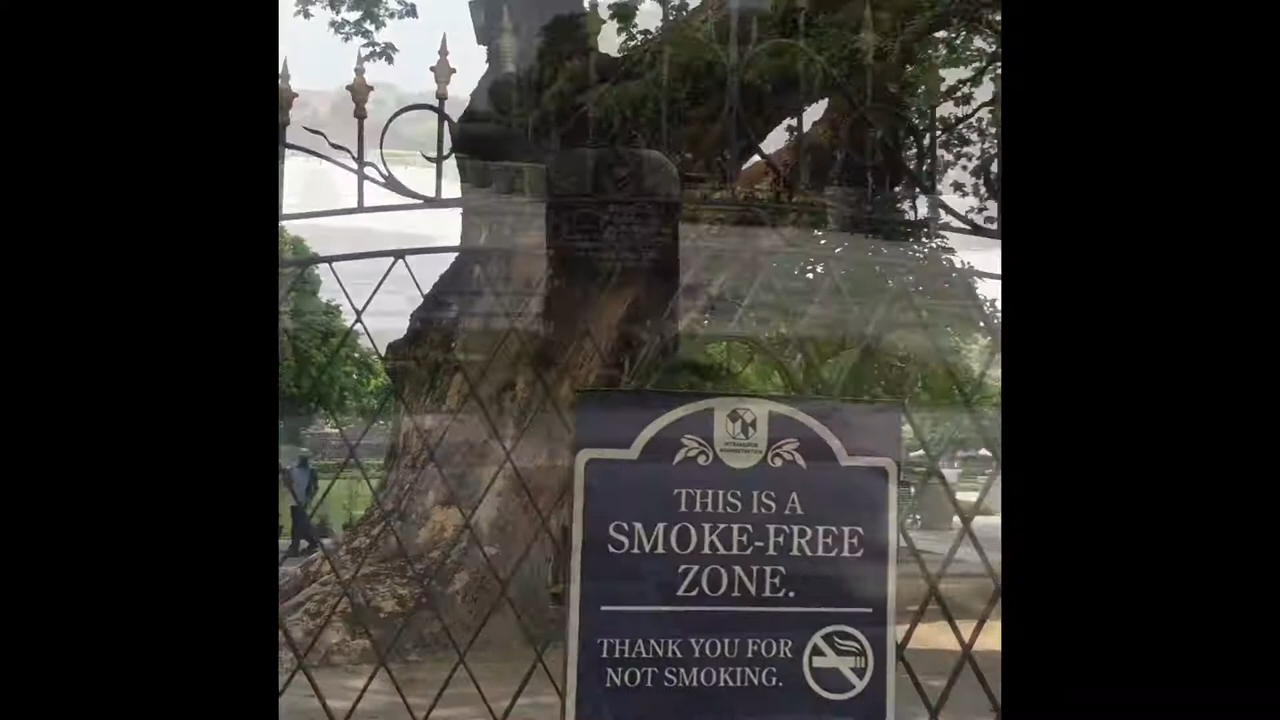 THIS IS A
SMOKE-FREE
ZONE.
THANK YOU FOR
NOT SMOKING.